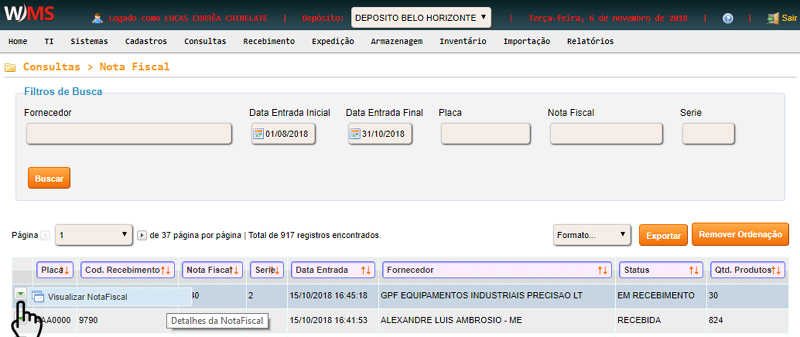 WMS Logado como LUCAS CORRÊA CHENELATE | Depósito: DEPOSITO BELO HORIZONTE | Terça-feira, 6 de novembro de 2018 | | Sair
Home TI Sistemas Cadastros Consultas Recebimento Expedição Armazenagem Inventário Importação Relatórios
Consultas > Nota Fiscal
Filtros de Busca
Fornecedor Data Entrada Inicial Data Entrada Final Placa Nota Fiscal Serie
01/08/2018 31/10/2018
Buscar
Página 1 de 37 página por página | Total de 917 registros encontrados. Formato... Exportar Remover Ordenação
Placa Cod. Recebimento Nota Fiscal Serie Data Entrada Fornecedor Status Qtd. Produtos
Visualizar NotaFiscal 40 2 15/10/2018 16:45:18 GPF EQUIPAMENTOS INDUSTRIAIS PRECISAO LT EM RECEBIMENTO 30
AA0000 9790 Detalhes da NotaFiscal 15/10/2018 16:41:53 ALEXANDRE LUIS AMBROSIO - ME RECEBIDA 824